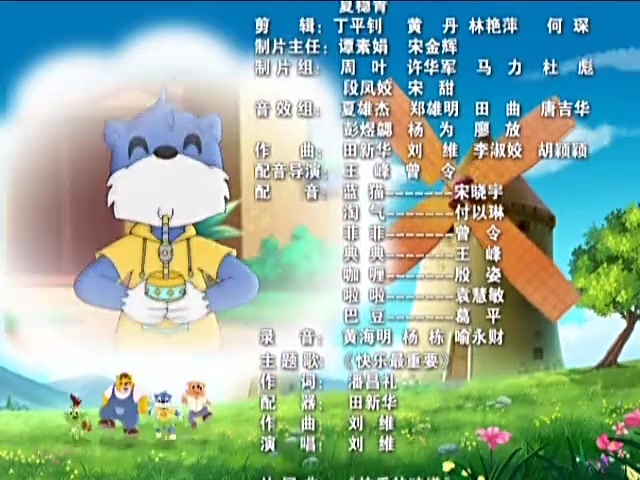 夏稳青
剪 辑：丁平钊 黄 丹 林艳萍 何 琛
制片主任：谭素娟 宋金辉
制片组：周 叶 许华军 马 力 杜 彪
段凤姣 宋 甜
音效组：夏雄杰 郑雄明 田 曲 唐吉华
彭煜 杨 为 廖 放
作 曲：田新华 刘 维 李淑姣 胡颖颖
配音导演：王 峰 曾 令
配 音：蓝 猫-------宋晓宇
淘 气-------付以琳
菲 菲-------曾 令
典 典-------王 峰
咖 喱-------殷 姿
啦 啦-------袁慧敏
巴 豆-------葛 平
录 音：黄海明 杨 栋 喻永财
主题歌：《快乐最重要》
作 词：潘昌礼
配 器：田新华
作 曲：刘 维
演 唱：刘 维